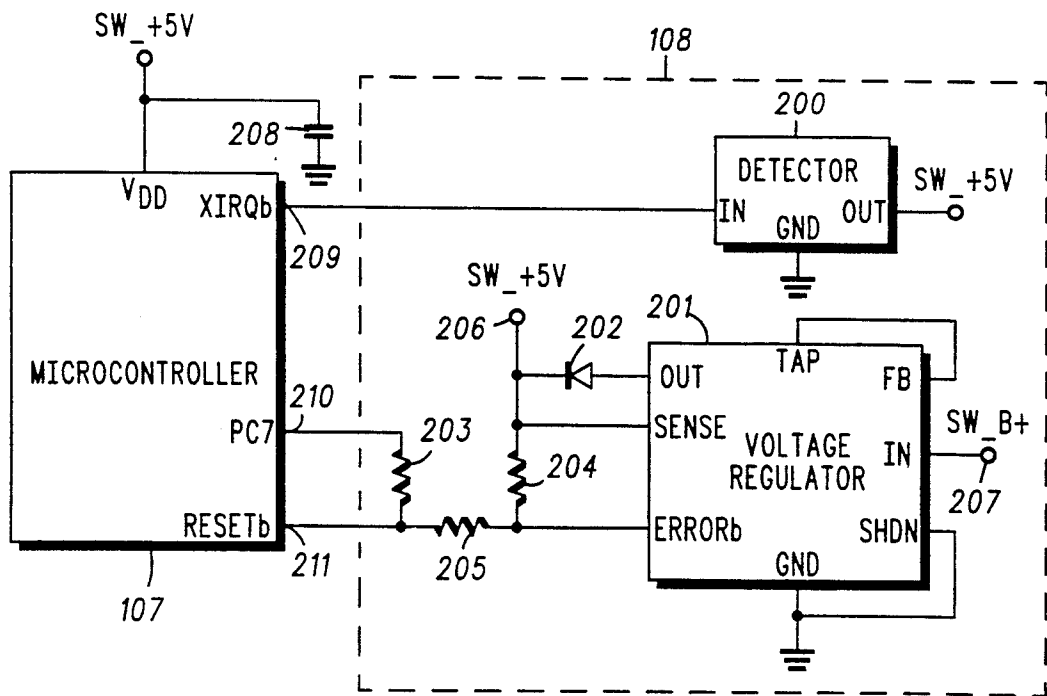 SW_+5V
108
200
208
VDD
XIRQb
DETECTOR
IN
GND
OUT
SW_+5V
209
SW_+5V
206
202
201
OUT
TAP
FB
MICROCONTROLLER
210
PC7
203
204
SENSE
VOLTAGE
REGULATOR
IN
SW_B+
207
RESETb
211
205
ERRORb
SHDN
GND
107